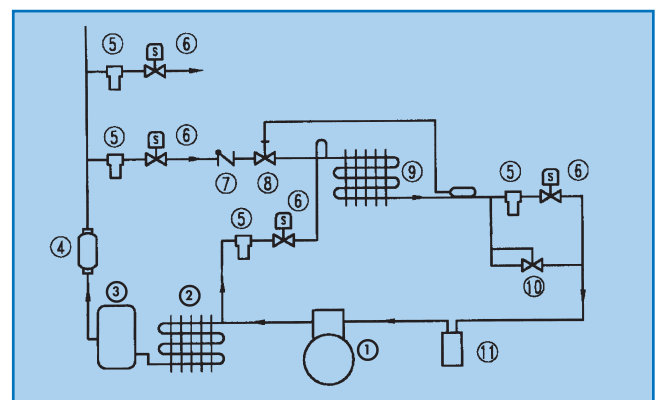 ⑤ S ⑥
⑤ S ⑥
⑦ ⑧ ⑨ ⑤ S ⑥
⑤ S ⑥
④
③ ② ⑩
① ⑪